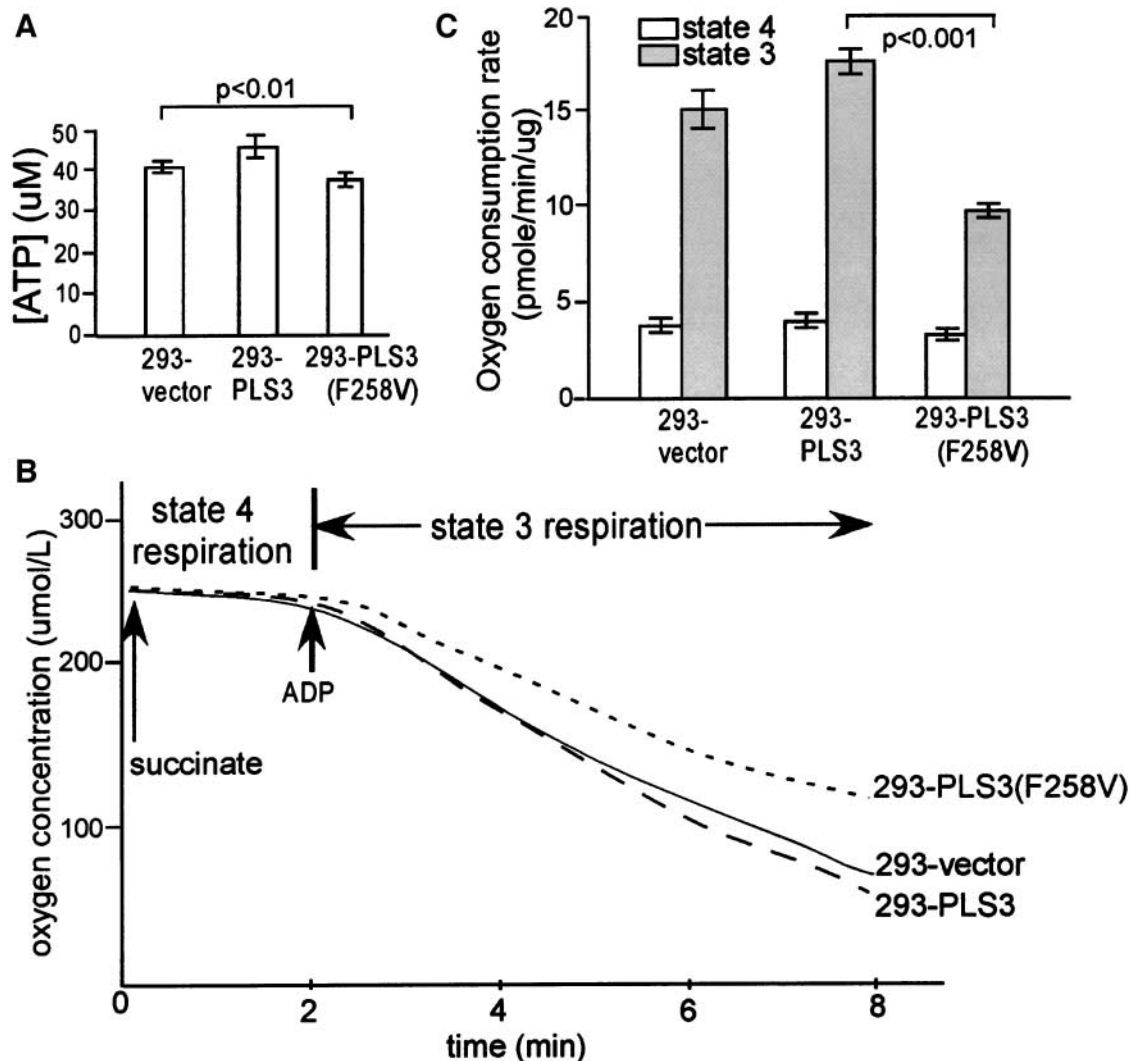 A
p<0.01
[ATP] (uM)
50
40
30
40
30
0
293-
vector
293-
PLS3
293-PLS3
(F258V)
C
state 4
state 3
p<0.001
Oxygen consumption rate
(pmole/min/ug)
20
15
10
5
0
293-
vector
293-
PLS3
293-PLS3
(F258V)
B
oxygen concentration (umol/L)
300
200
100
state 4
respiration
state 3 respiration
ADP
succinate
293-PLS3(F258V)
293-vector
293-PLS3
0
2
4
6
8
time (min)